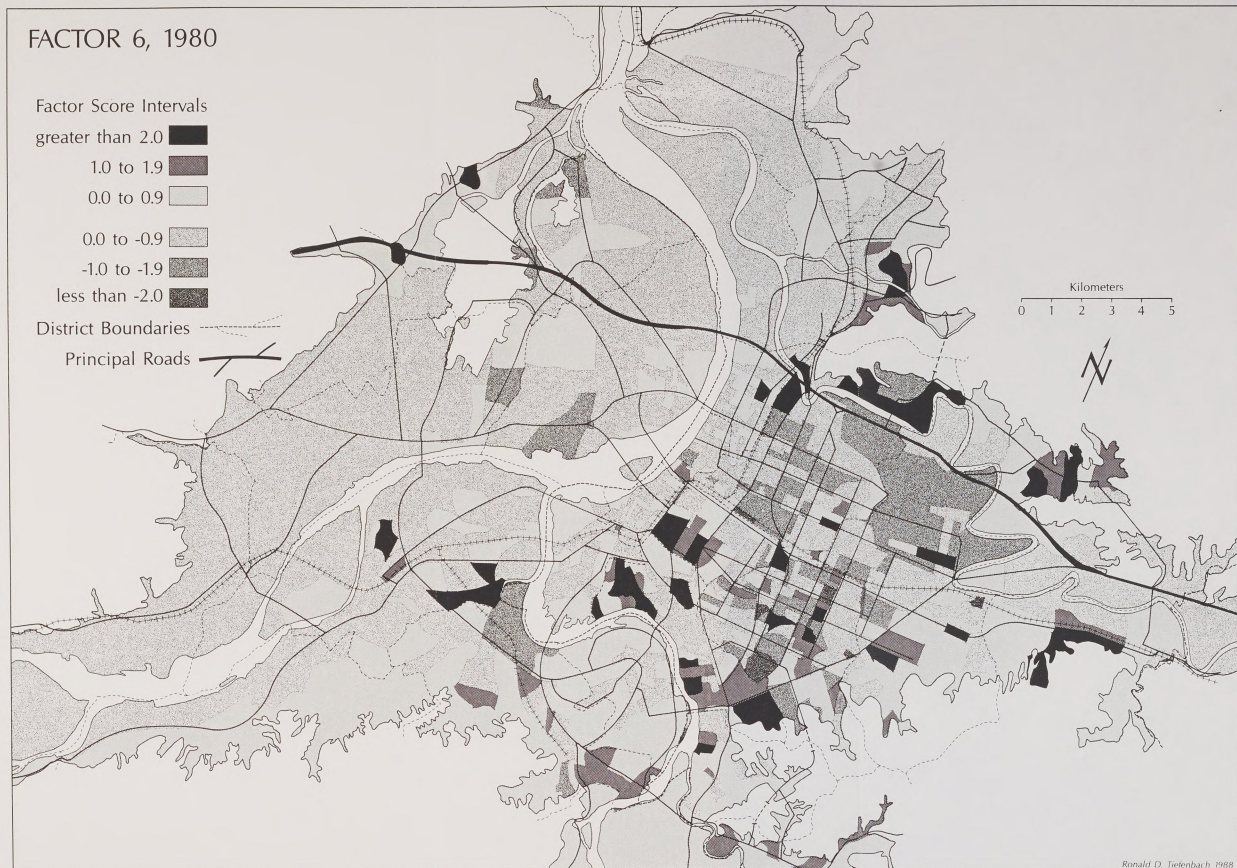 FACTOR 6, 1980
Factor Score Intervals
greater than 2.0
1.0 to 1.9
0.0 to 0.9
0.0 to -0.9
-1.0 to -1.9
less than -2.0
District Boundaries
Principal Roads
Kilometers
0 1 2 3 4 5
N
Ronald D. Tiefenbach 1988